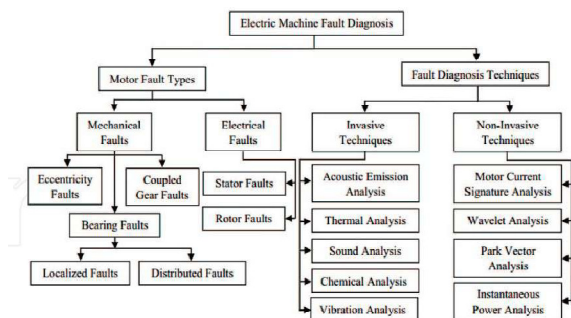 Electric Machine Fault Diagnosis
Motor Fault Types
Fault Diagnosis Techniques
Mechanical
Faults
Electrical
Faults
Invasive
Techniques
Non-Invasive
Techniques
Eccentricity
Faults
Coupled
Gear Faults
Stator Faults
Rotor Faults
Bearing Faults
Localized Faults
Distributed Faults
Acoustic Emission
Analysis
Thermal Analysis
Sound Analysis
Chemical Analysis
Vibration Analysis
Motor Current
Signature Analysis
Wavelet Analysis
Park Vector
Analysis
Instantaneous
Power Analysis